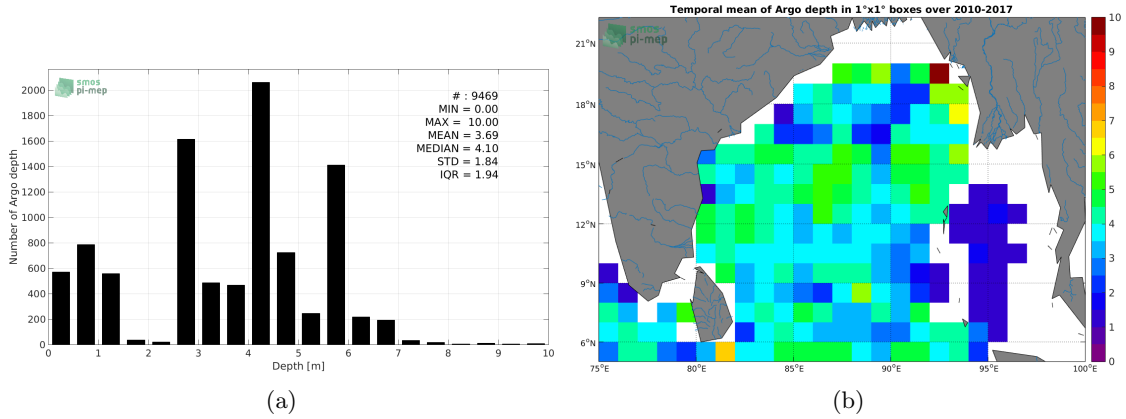 smos
pi-mep
# : 9469
MIN = 0.00
MAX = 10.00
MEAN = 3.69
MEDIAN = 4.10
STD = 1.84
IQR = 1.94
Number of Argo depth
2000
1800
1600
1400
1200
1000
800
600
400
200
0
0 1 2 3 4 5 6 7 8 9 10
Depth [m]
(a)
Temporal mean of Argo depth in 1°x1° boxes over 2010-2017
smos
pi-mep
21°N
18°N
15°N
12°N
9°N
6°N
75°E 80°E 85°E 90°E 95°E 100°E
10
9
8
7
6
5
4
3
2
1
0
(b)